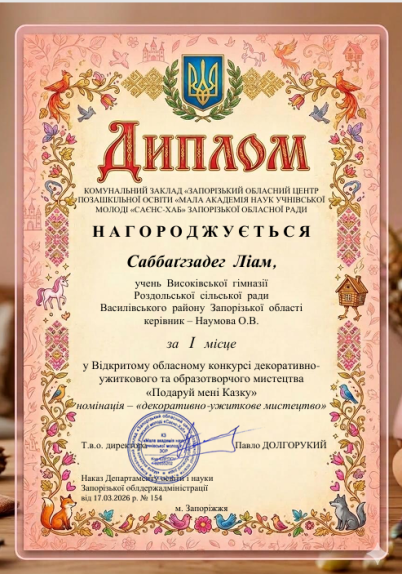 ДИПЛОМ
КОМУНАЛЬНИЙ ЗАКЛАД «ЗАПОРІЗЬКИЙ ОБЛАСНИЙ ЦЕНТР
ПОЗАШКІЛЬНОЇ ОСВІТИ «МАЛА АКАДЕМІЯ НАУК УЧНІВСЬКОЇ
МОЛОДІ «САЄНС-ХАБ» ЗАПОРІЗЬКОЇ ОБЛАСНОЇ РАДИ
НАГОРОДЖУЄТЬСЯ
Саббаґгзадег Ліам,
учень Високівської гімназії
Роздольської сільської ради
Василівського району Запорізької області
керівник – Наумова О.В.
за І місце
у Відкритому обласному конкурсі декоративно-
ужиткового та образотворчого мистецтва
«Подаруй мені Казку»
номінація – «декоративно-ужиткове мистецтво»
Т.в.о. директора Павло ДОЛГОРУКИЙ
Наказ Департаменту освіти і науки
Запорізької облдержадміністрації
від 17.03.2026 р. № 154
м. Запоріжжя